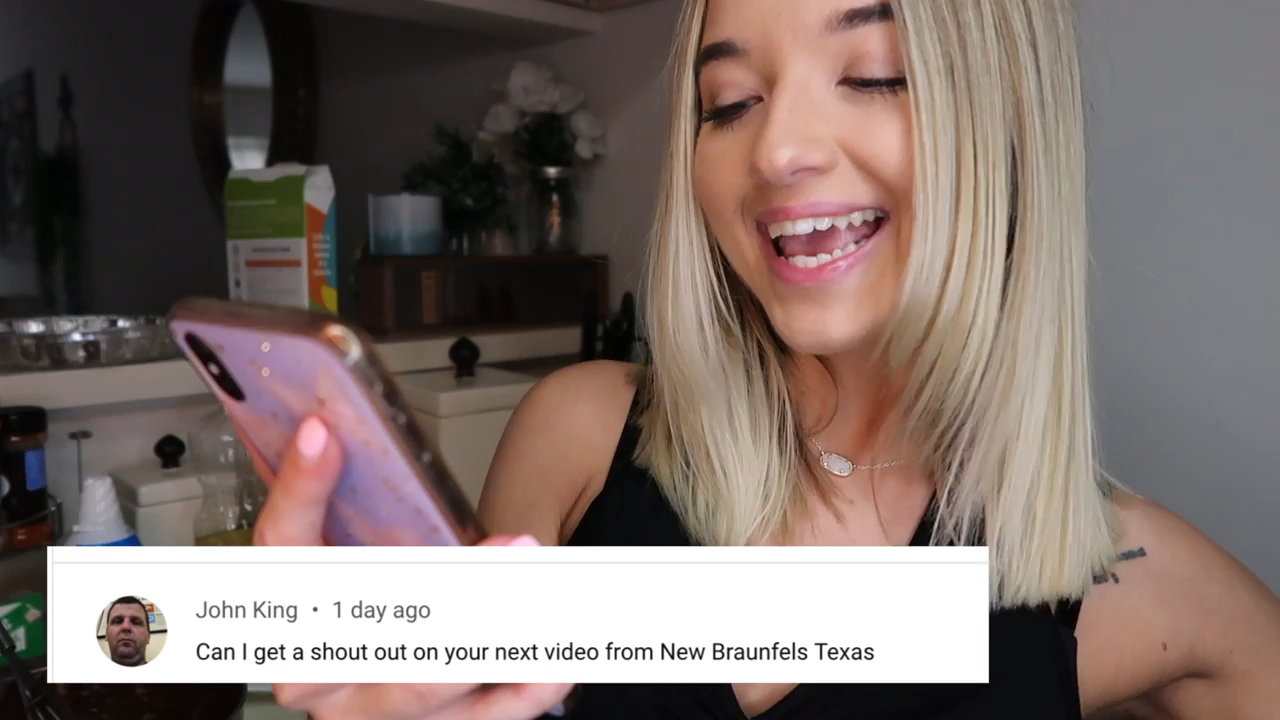 John King • 1 day ago
Can I get a shout out on your next video from New Braunfels Texas